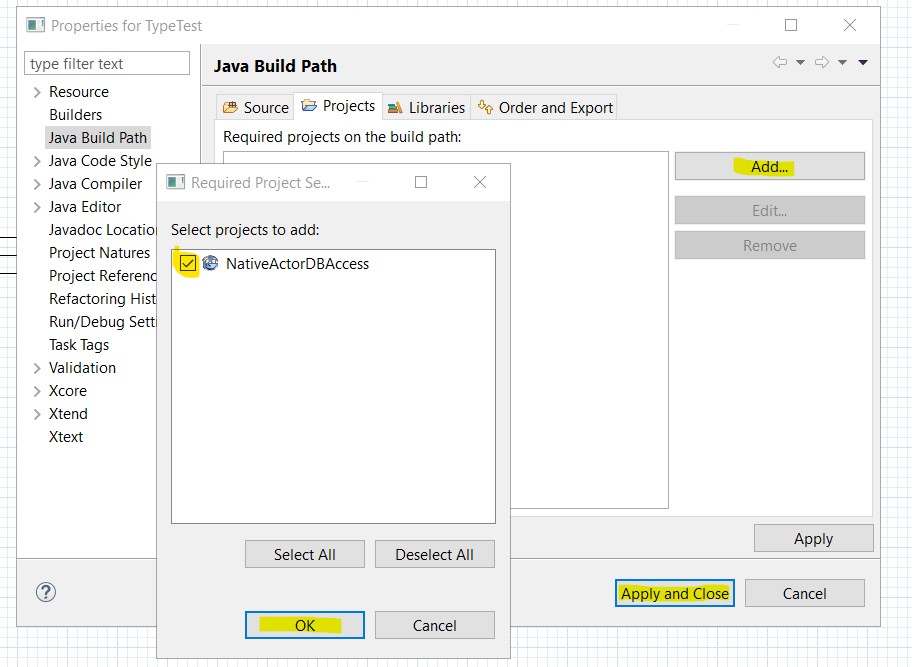 Properties for TypeTest
type filter text
Resource
Builders
Java Build Path
Java Code Style
Java Compiler
Java Editor
Javadoc Location
Project Natures
Project Referenc
Refactoring Hist
Run/Debug Setti
Task Tags
Validation
Xcore
Xtend
Xtext
Java Build Path
Source Projects Libraries Order and Export
Required projects on the build path:
Add...
Edit...
Remove
Required Project Se...
Select projects to add:
NativeActorDBAccess
Select All Deselect All
OK Cancel
Apply
Apply and Close Cancel
?